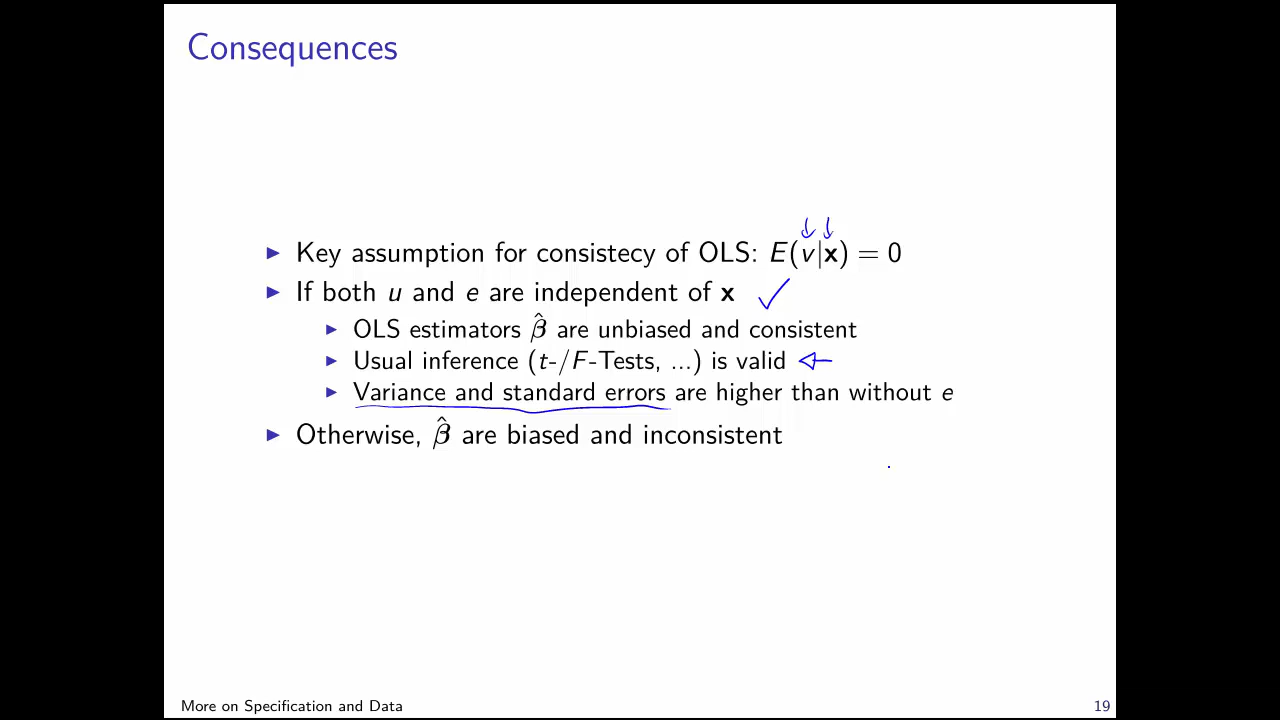 Consequences
► Key assumption for consistecy of OLS: E(v|x) = 0
► If both u and e are independent of x
► OLS estimators β̂ are unbiased and consistent
► Usual inference (t-/F-Tests, ...) is valid
► Variance and standard errors are higher than without e
► Otherwise, β̂ are biased and inconsistent
More on Specification and Data
19